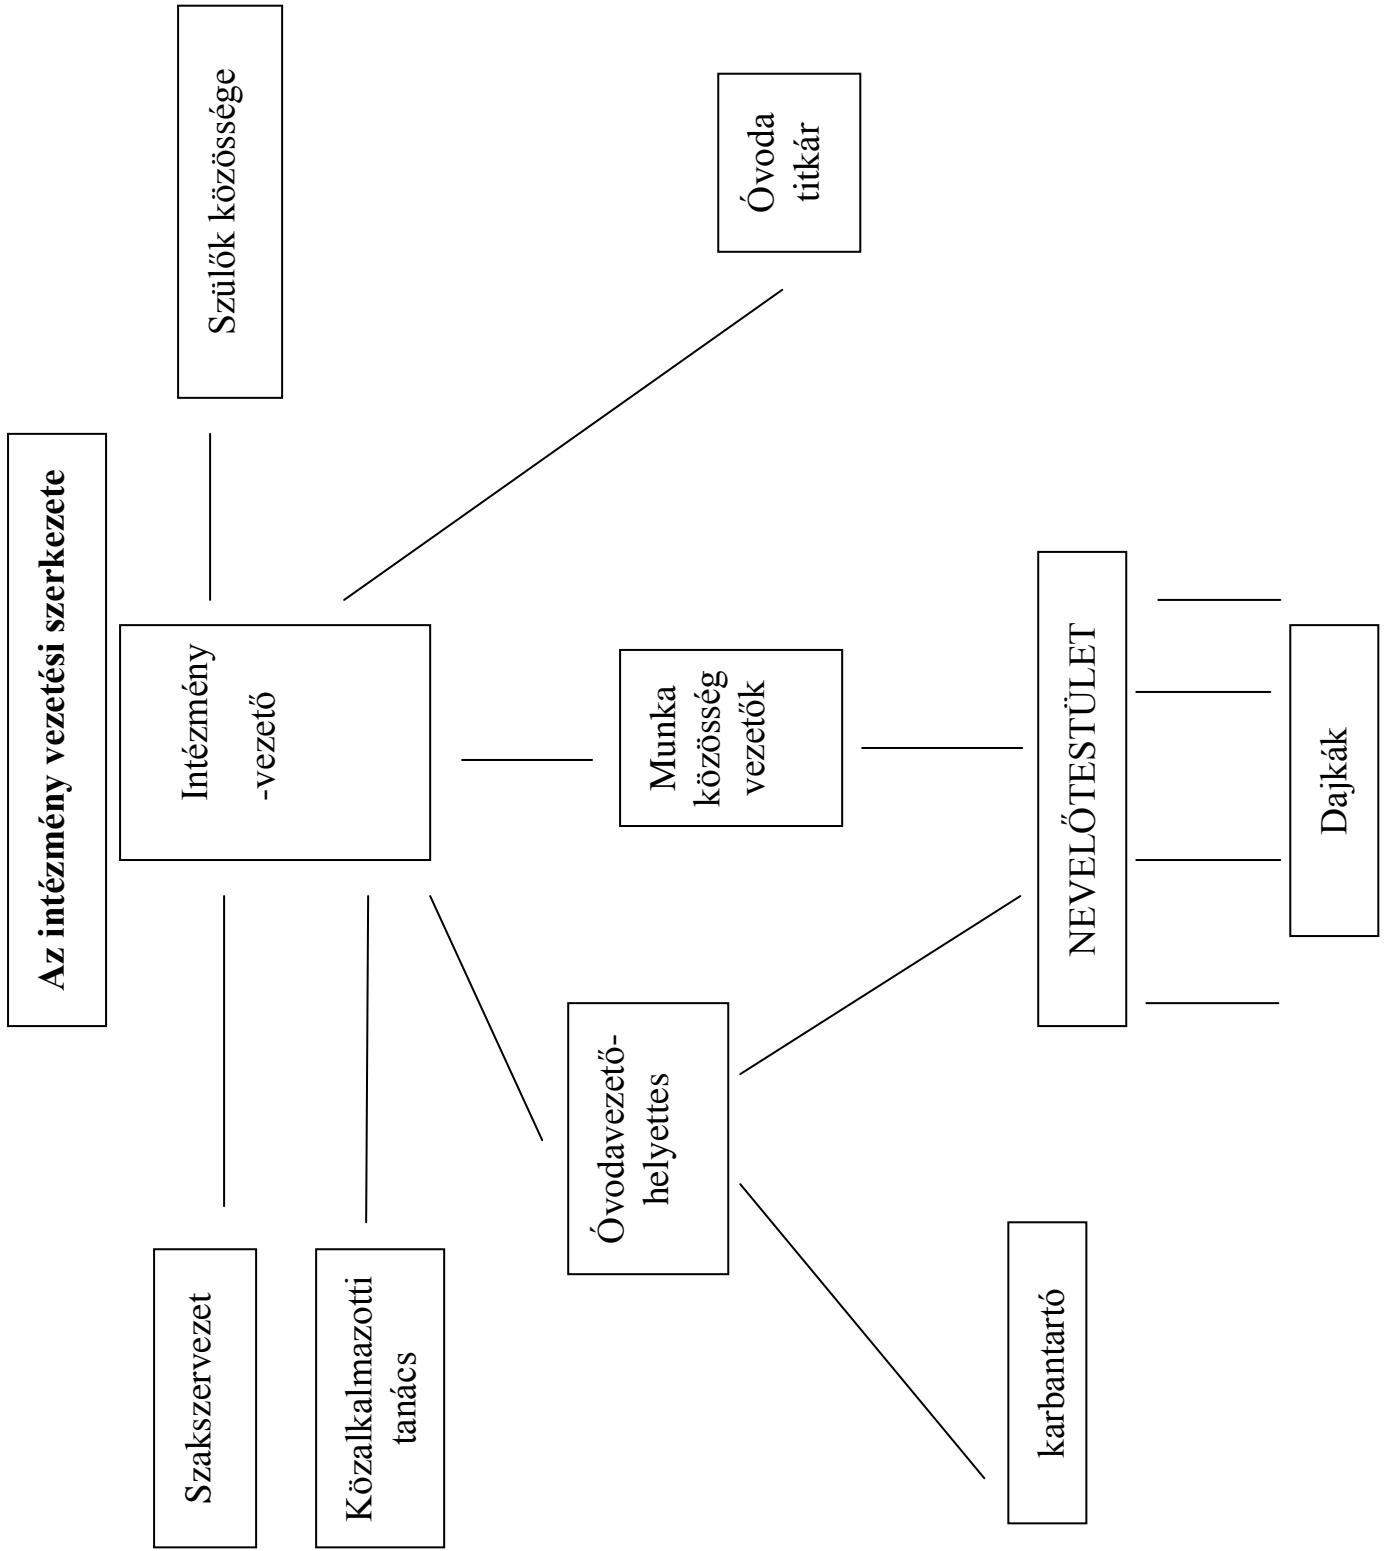 Az intézmény vezetési szerkezete
Szakszervezet
Intézmény
-vezető
Szülők közössége
Közalkalmazotti
tanács
Óvodavezető-
helyettes
Munka
közösség
vezetők
Óvoda
titkár
karbantartó
NEVELŐTESTÜLET
Dajkák